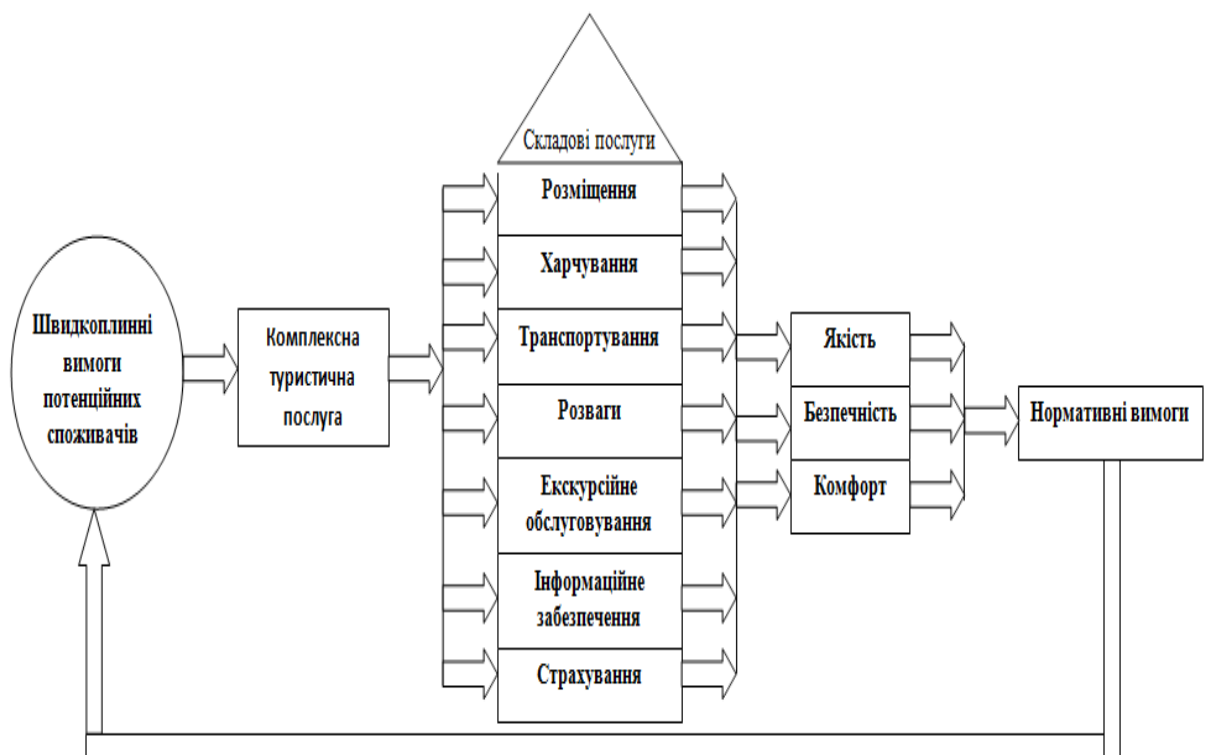 Складові послуги
Швидкоплинні
вимоги
потенційних
споживачів
Комплексна
туристична
послуга
Розміщення
Харчування
Транспортування
Розваги
Екскурсійне
обслуговування
Інформаційне
забезпечення
Страхування
Якість
Безпечність
Комфорт
Нормативні вимоги